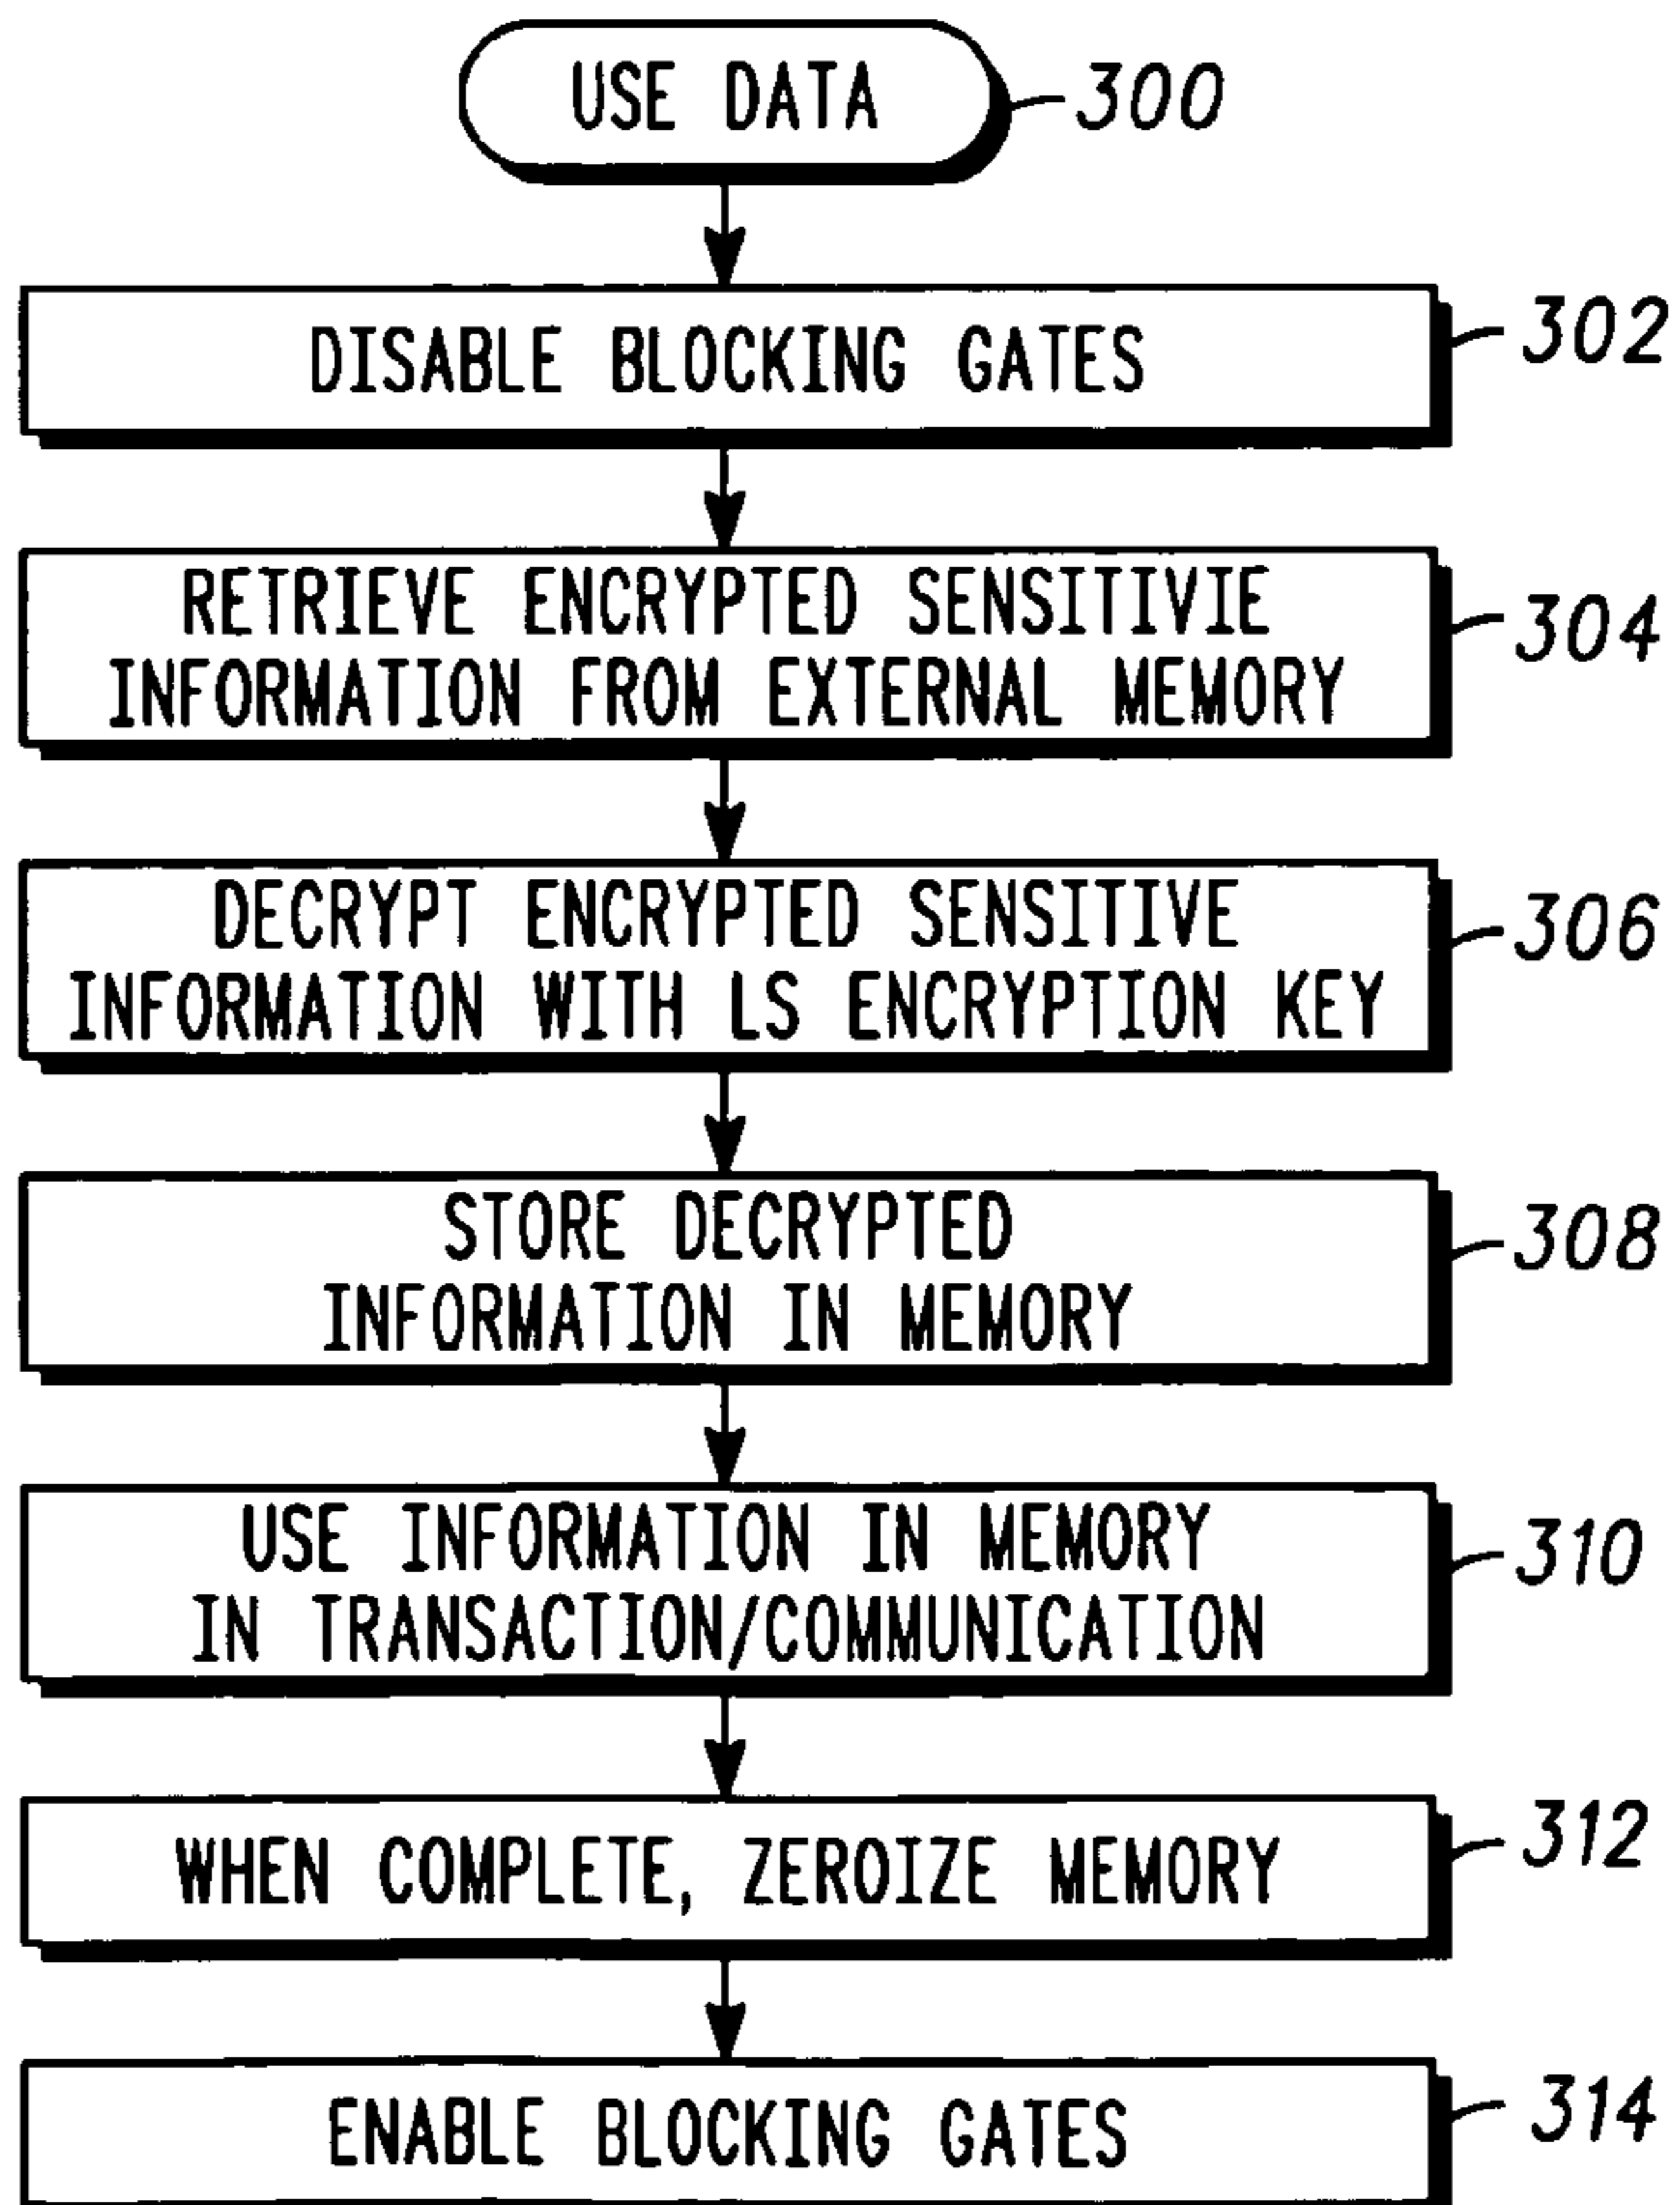 USE DATA
300
DISABLE BLOCKING GATES
302
RETRIEVE ENCRYPTED SENSITIVIE
INFORMATION FROM EXTERNAL MEMORY
304
DECRYPT ENCRYPTED SENSITIVE
INFORMATION WITH LS ENCRYPTION KEY
306
STORE DECRYPTED
INFORMATION IN MEMORY
308
USE INFORMATION IN MEMORY
IN TRANSACTION/COMMUNICATION
310
WHEN COMPLETE, ZEROIZE MEMORY
312
ENABLE BLOCKING GATES
314